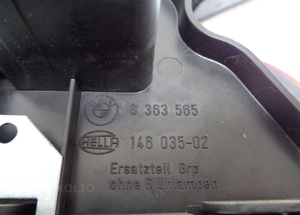 8 363 565
HELLA 146 035-02
Ersatzteil Grp
ohne Glühlampen